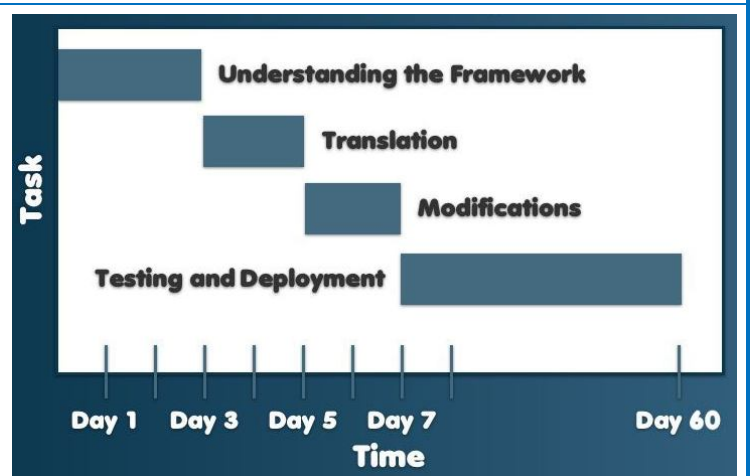 Understanding the Framework
Translation
Modifications
Testing and Deployment
Task
Day 1 Day 3 Day 5 Day 7 Day 60
Time